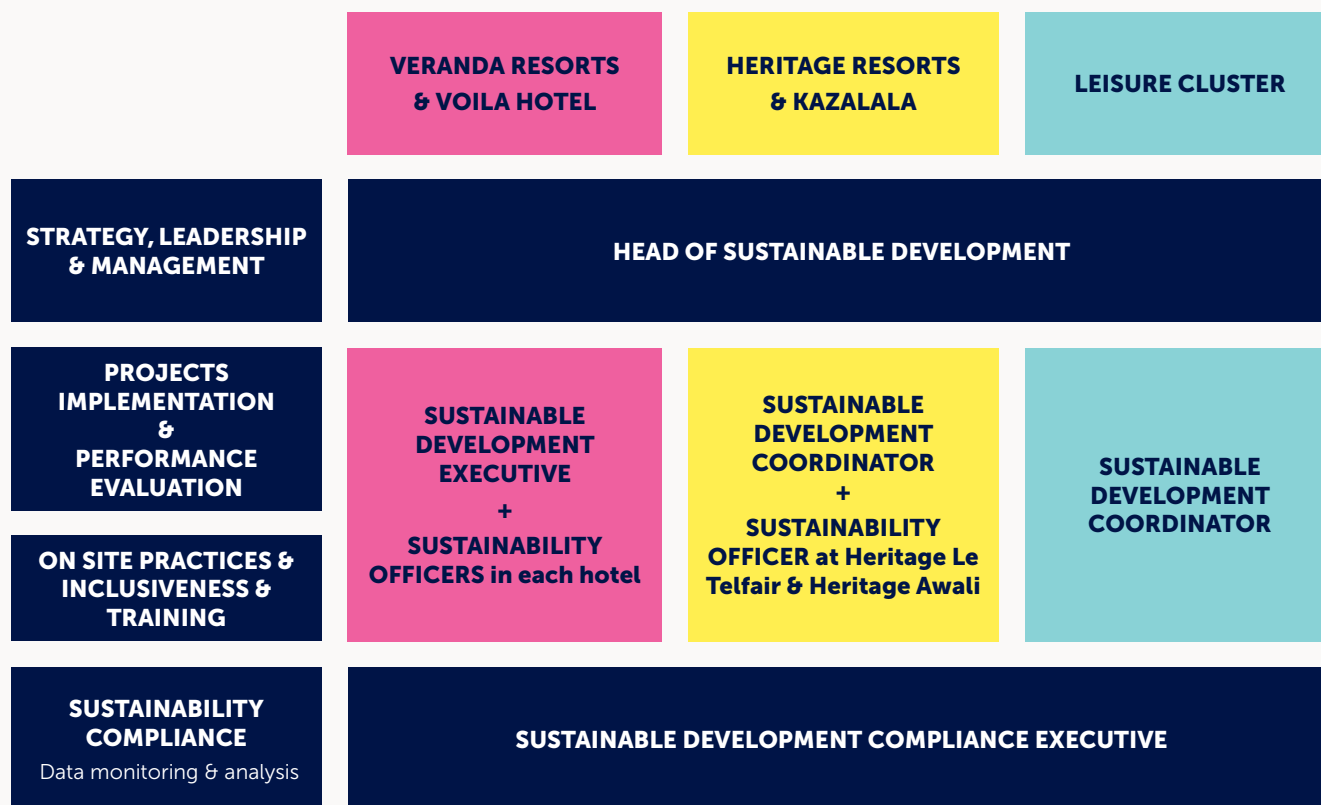 VERANDA RESORTS
& VOILA HOTEL
HERITAGE RESORTS
& KAZALALA
LEISURE CLUSTER
STRATEGY, LEADERSHIP
& MANAGEMENT
HEAD OF SUSTAINABLE DEVELOPMENT
PROJECTS
IMPLEMENTATION
&
PERFORMANCE
EVALUATION
ON SITE PRACTICES &
INCLUSIVENESS &
TRAINING
SUSTAINABLE
DEVELOPMENT
EXECUTIVE
+
SUSTAINABILITY
OFFICERS in each hotel
SUSTAINABLE
DEVELOPMENT
COORDINATOR
+
SUSTAINABILITY
OFFICER at Heritage Le
Telfair & Heritage Awali
SUSTAINABLE
DEVELOPMENT
COORDINATOR
SUSTAINABILITY
COMPLIANCE
Data monitoring & analysis
SUSTAINABLE DEVELOPMENT COMPLIANCE EXECUTIVE